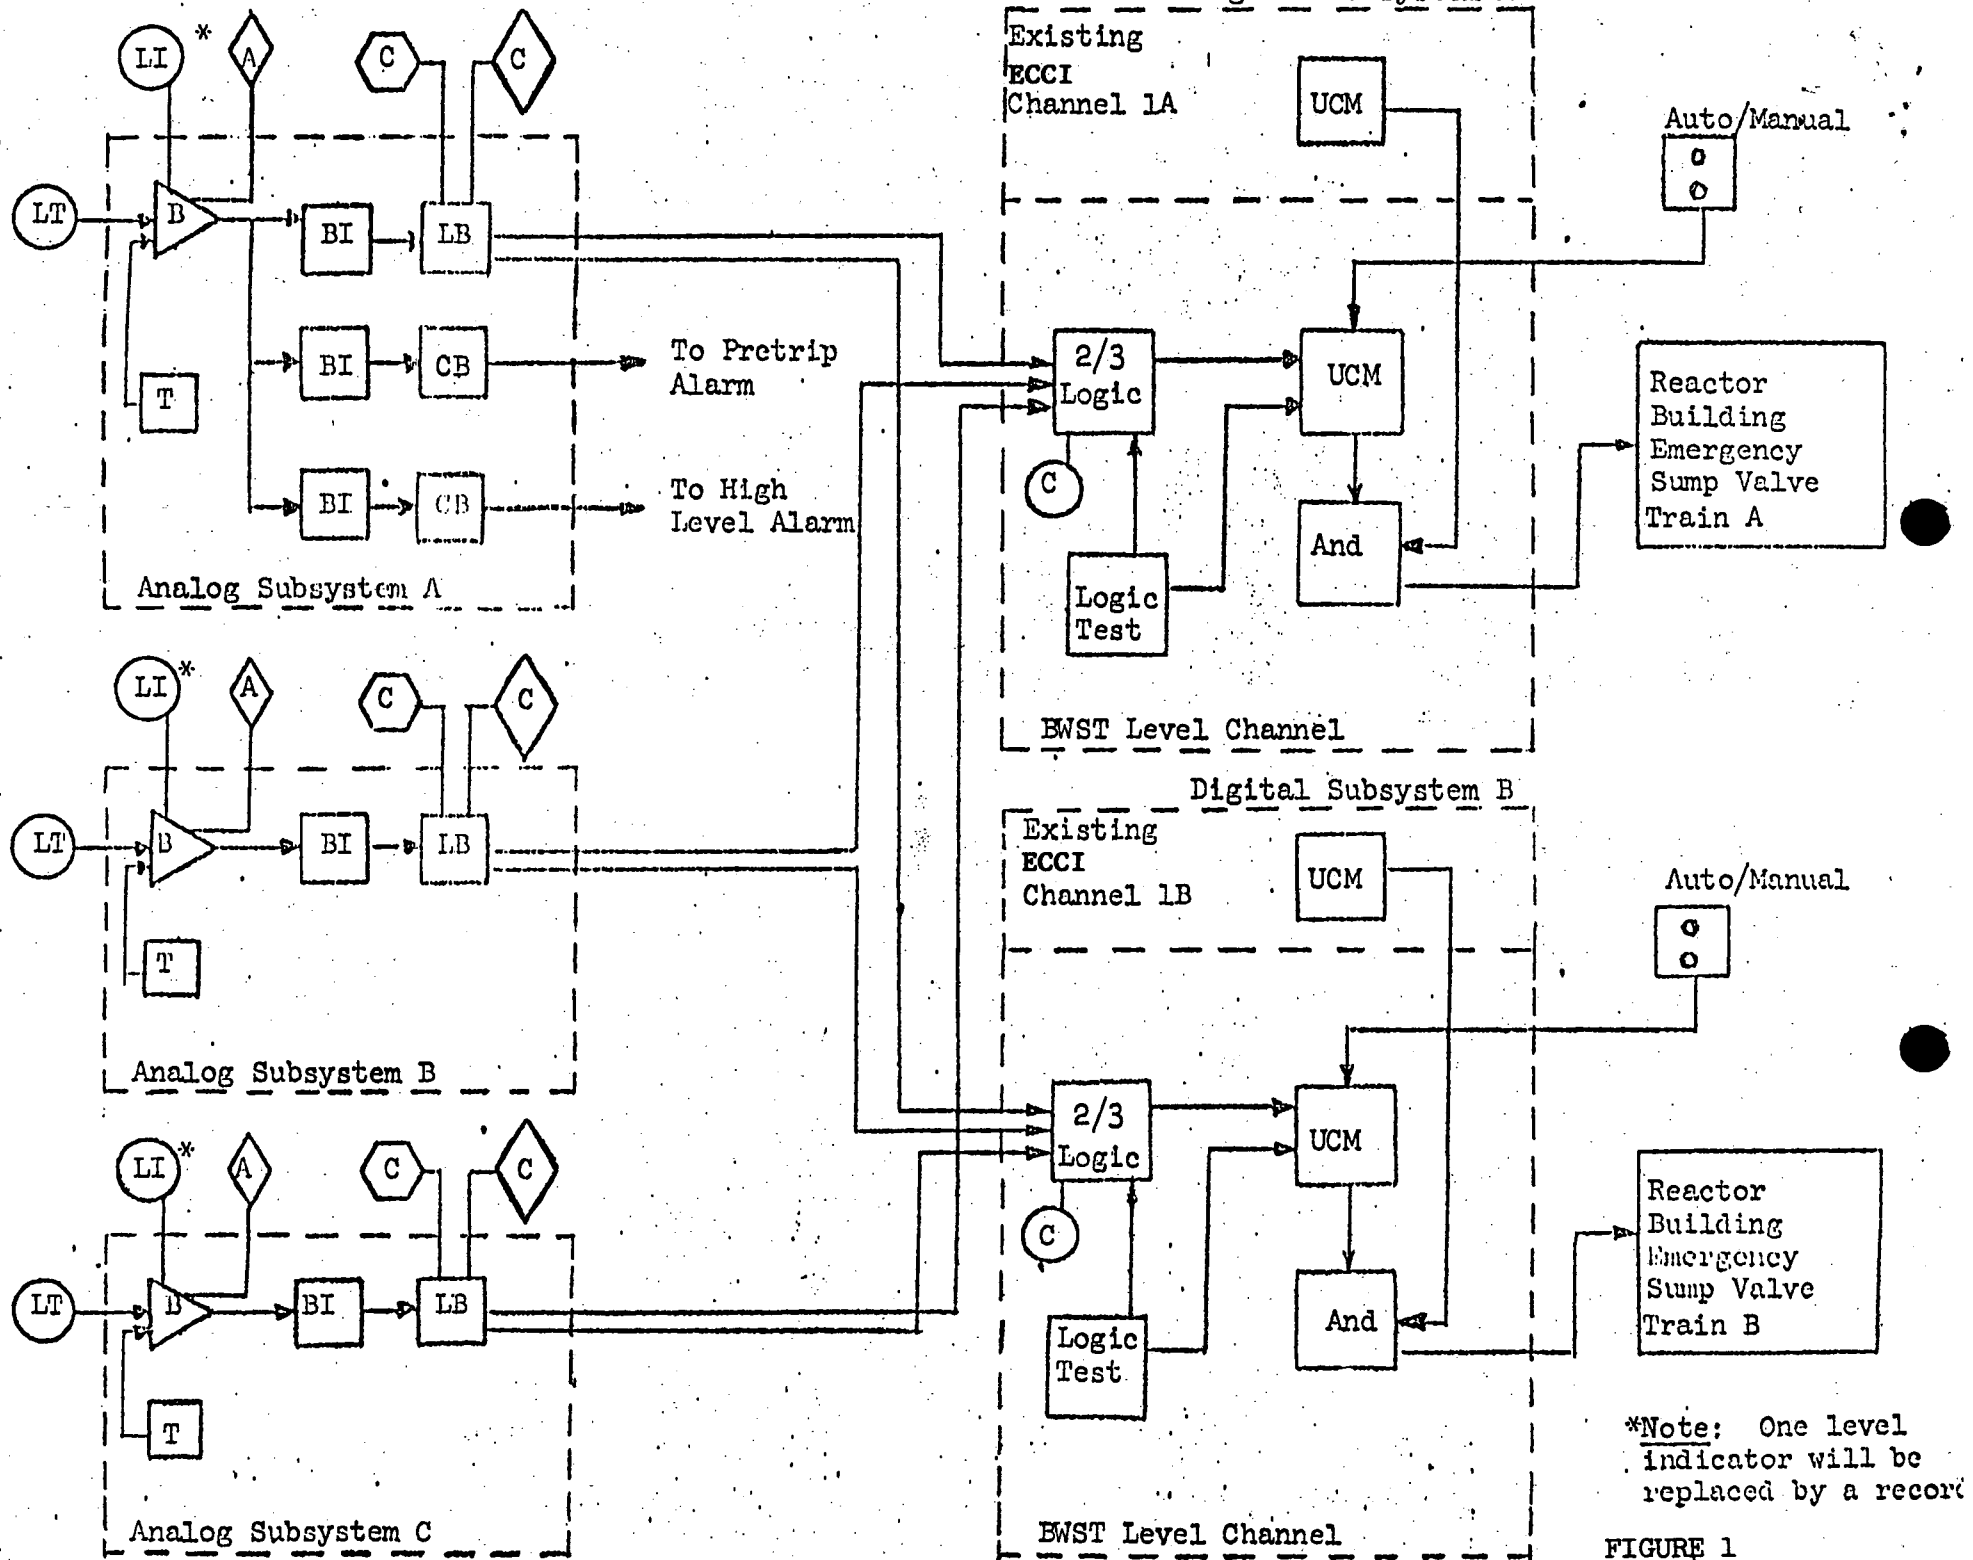 LI * A C C
LT B BI LB
T BI CB To Pretrip
Alarm
BI CB To High
Level Alarm
Analog Subsystem A
LI * A C C
LT B BI LB
T
Analog Subsystem B
LI * A C C
LT B BI LB
T
Analog Subsystem C
Existing
ECCI
Channel 1A
UCM
Auto/Manual
2/3
Logic
UCM
C
And
Logic
Test
BWST Level Channel
Reactor
Building
Emergency
Sump Valve
Train A
Digital Subsystem B
Existing
ECCI
Channel 1B
UCM
Auto/Manual
2/3
Logic
UCM
C
And
Logic
Test
BWST Level Channel
Reactor
Building
Emergency
Sump Valve
Train B
*Note: One level
indicator will be
replaced by a
FIGURE 1